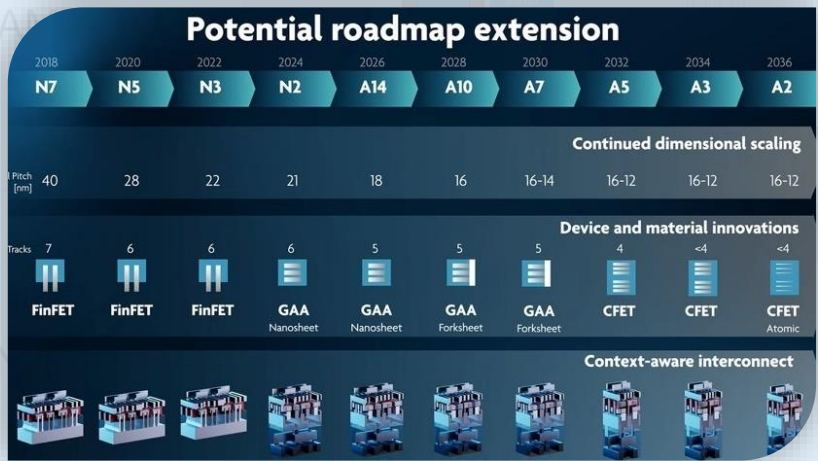 Potential roadmap extension
2018 2020 2022 2024 2026 2028 2030 2032 2034 2036
N7 N5 N3 N2 A14 A10 A7 A5 A3 A2
Continued dimensional scaling
l Pitch
[nm] 40 28 22 21 18 16 16-14 16-12 16-12 16-12
Device and material innovations
Tracks 7 6 6 6 5 5 5 4 <4 <4
FinFET FinFET FinFET GAA GAA GAA GAA CFET CFET CFET
Nanosheet Nanosheet Forksheet Forksheet Atomic
Context-aware interconnect